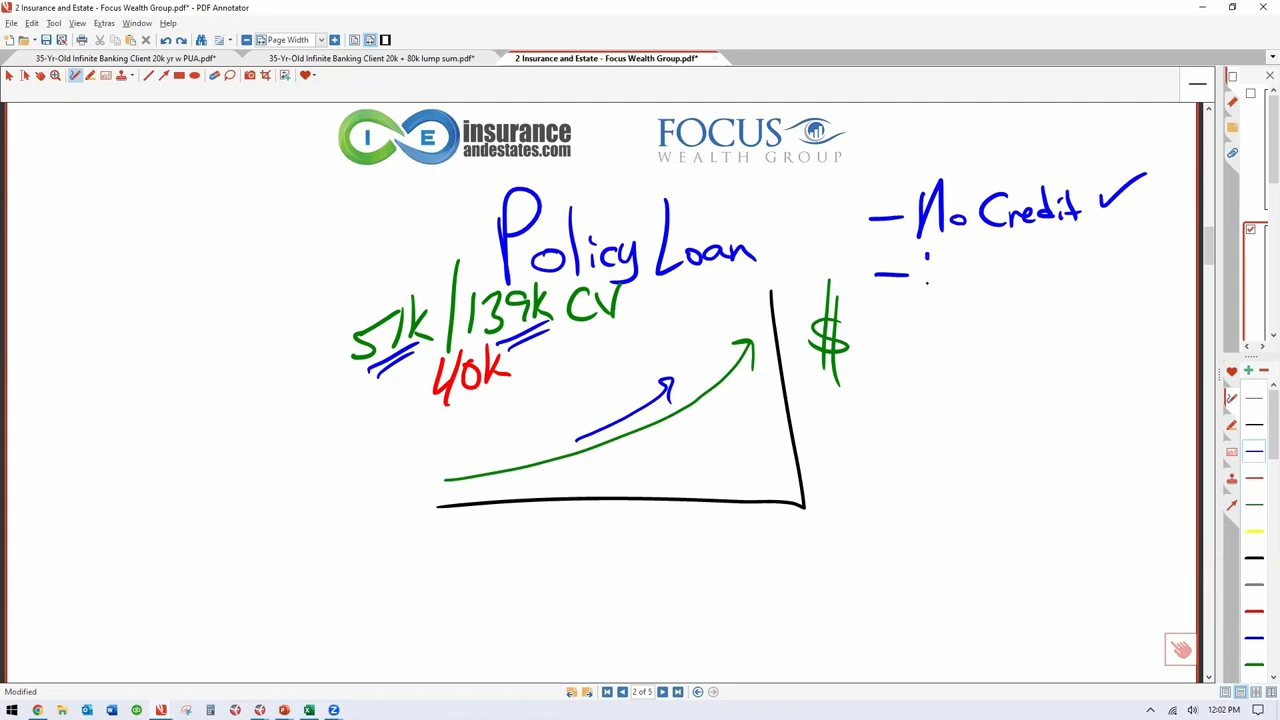 2 Insurance and Estate - Focus Wealth Group.pdf* - PDF Annotator
File Edit Tool View Extras Window Help
Page Width
35-Yr-Old Infinite Banking Client 20k yr w PUA.pdf* 35-Yr-Old Infinite Banking Client 20k + 80k lump sum.pdf* 2 Insurance and Estate - Focus Wealth Group.pdf*
I E insurance andestates.com
FOCUS WEALTH GROUP
Policy Loan
- No Credit ✓
-
57k / 139k CV
40k
$
Modified
2 of 5
12:02 PM